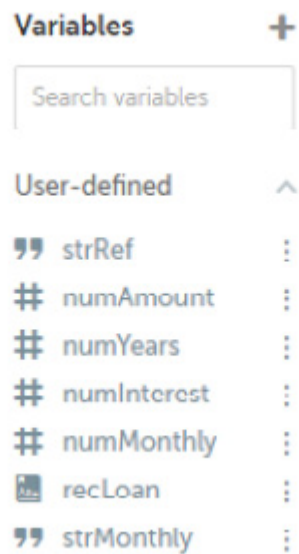 Variables
Search variables
User-defined
strRef
numAmount
numYears
numInterest
numMonthly
recLoan
strMonthly